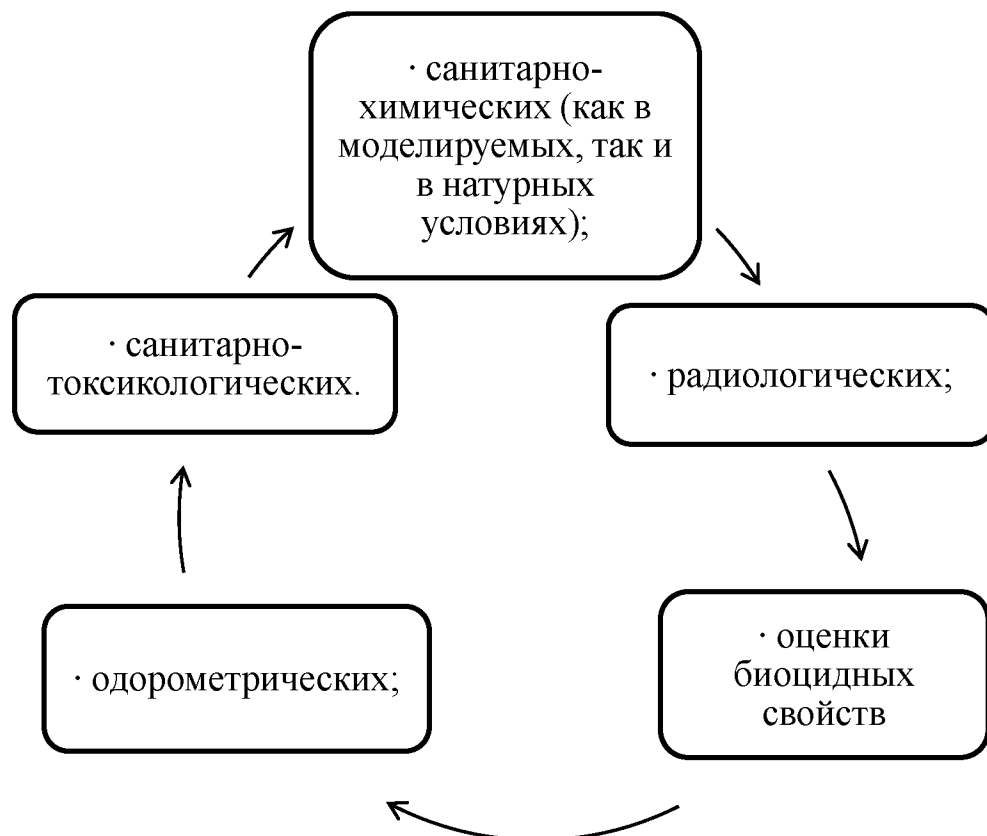 · санитарно-
химических (как в
моделируемых, так и
в натурных
условиях);
· радиологических;
· оценки
биоцидных
свойств
· одорометрических;
· санитарно-
токсикологических.